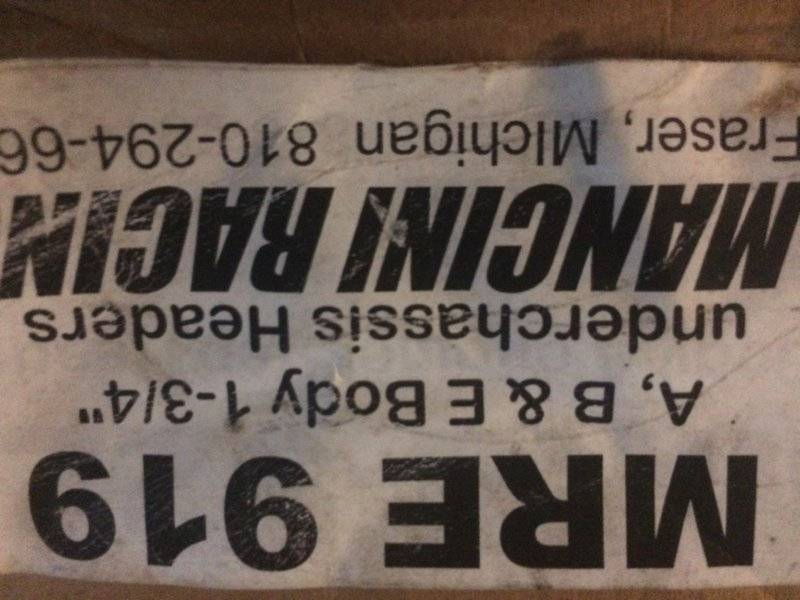 MRE 919
A, B & E Body 1-3/4"
underchassis Headers
MANCINI RACIN
Fraser, MIchigan 810-294-66